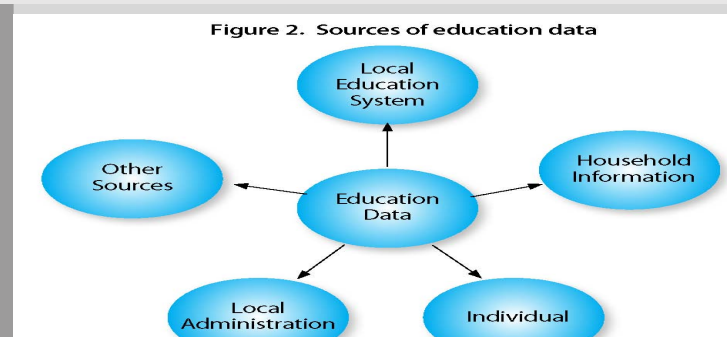 Figure 2. Sources of education data
Local
Education
System
Other
Sources
Household
Information
Education
Data
Local
Administration
Individual